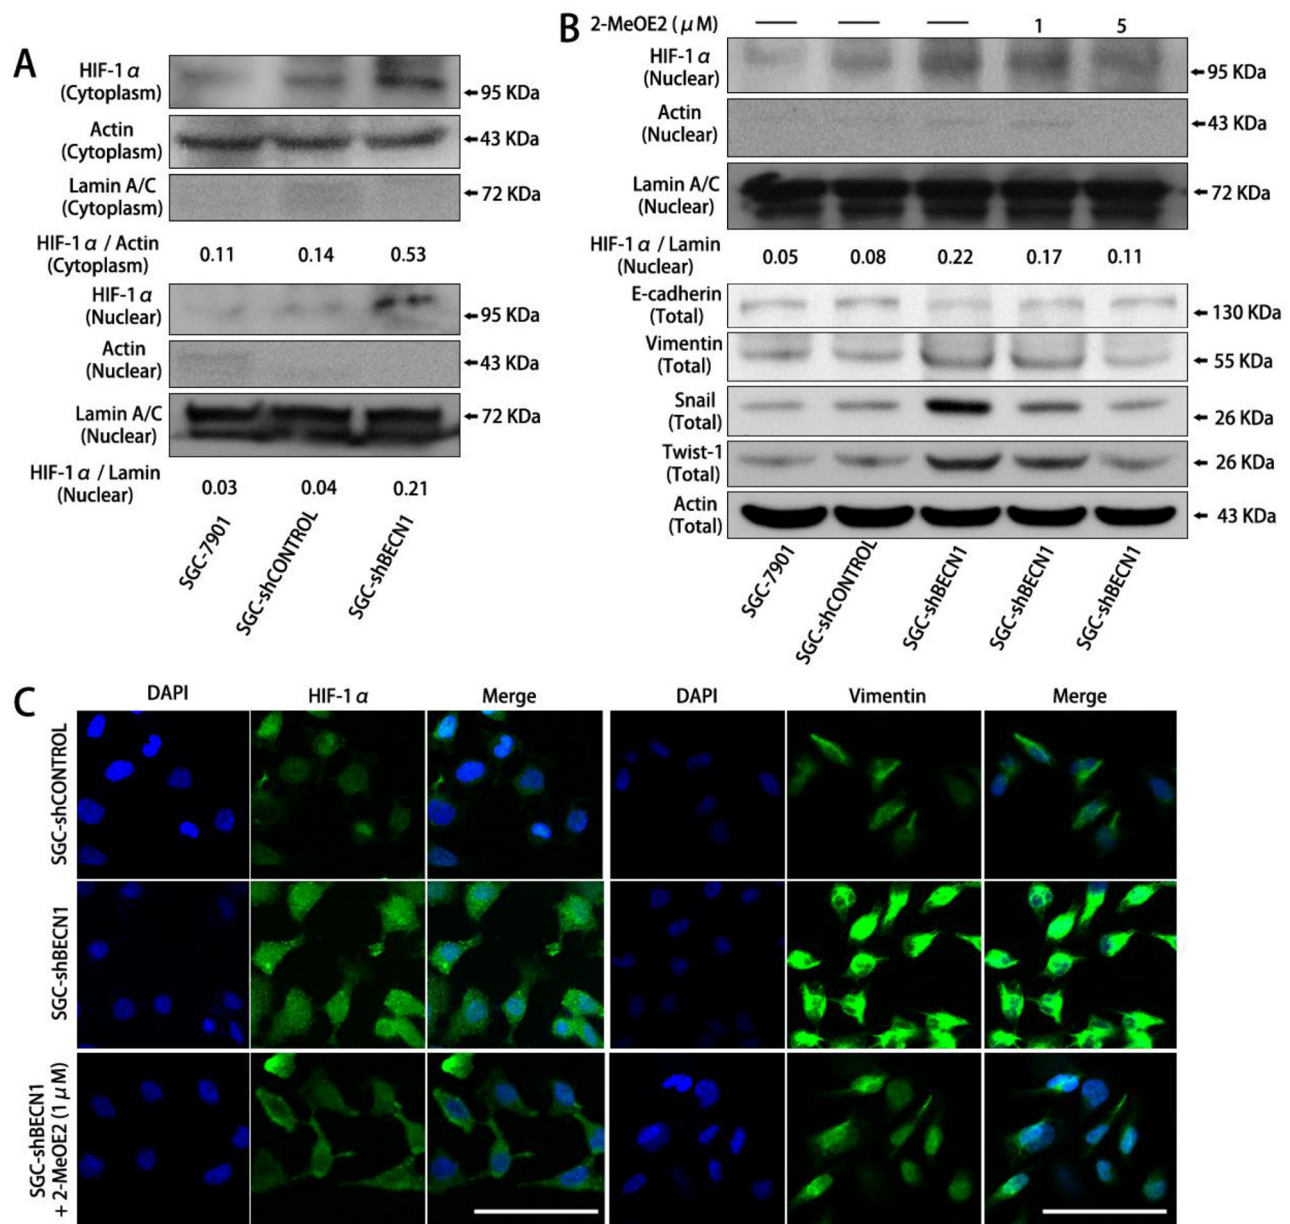 A
HIF-1α
(Cytoplasm)
95 KDa
Actin
(Cytoplasm)
43 KDa
Lamin A/C
(Cytoplasm)
72 KDa
HIF-1α / Actin
(Cytoplasm)
0.11 0.14 0.53
HIF-1α
(Nuclear)
95 KDa
Actin
(Nuclear)
43 KDa
Lamin A/C
(Nuclear)
72 KDa
HIF-1α / Lamin
(Nuclear)
0.03 0.04 0.21
SGC-7901
SGC-shCONTROL
SGC-shBECN1
B
2-MeOE2 (μM) — — — 1 5
HIF-1α
(Nuclear)
95 KDa
Actin
(Nuclear)
43 KDa
Lamin A/C
(Nuclear)
72 KDa
HIF-1α / Lamin
(Nuclear)
0.05 0.08 0.22 0.17 0.11
E-cadherin
(Total)
130 KDa
Vimentin
(Total)
55 KDa
Snail
(Total)
26 KDa
Twist-1
(Total)
26 KDa
Actin
(Total)
43 KDa
SGC-7901
SGC-shCONTROL
SGC-shBECN1
SGC-shBECN1
SGC-shBECN1
C
DAPI HIF-1α Merge DAPI Vimentin Merge
SGC-shCONTROL
SGC-shBECN1
SGC-shBECN1
+ 2-MeOE2 (1μM)